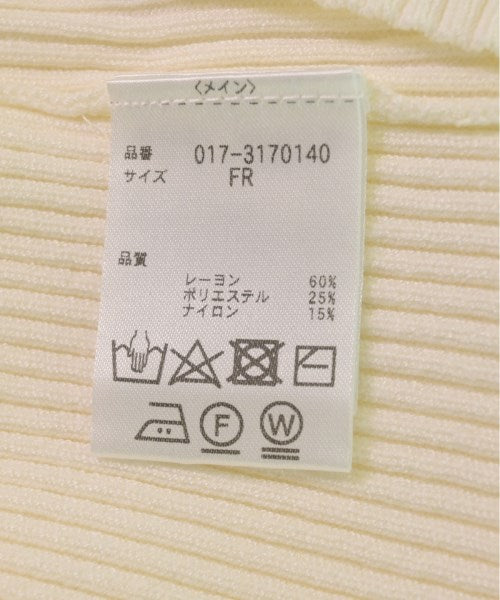 〈メイン〉
品番 017-3170140
サイズ FR
品質
レーヨン 60%
ポリエステル 25%
ナイロン 15%
F W